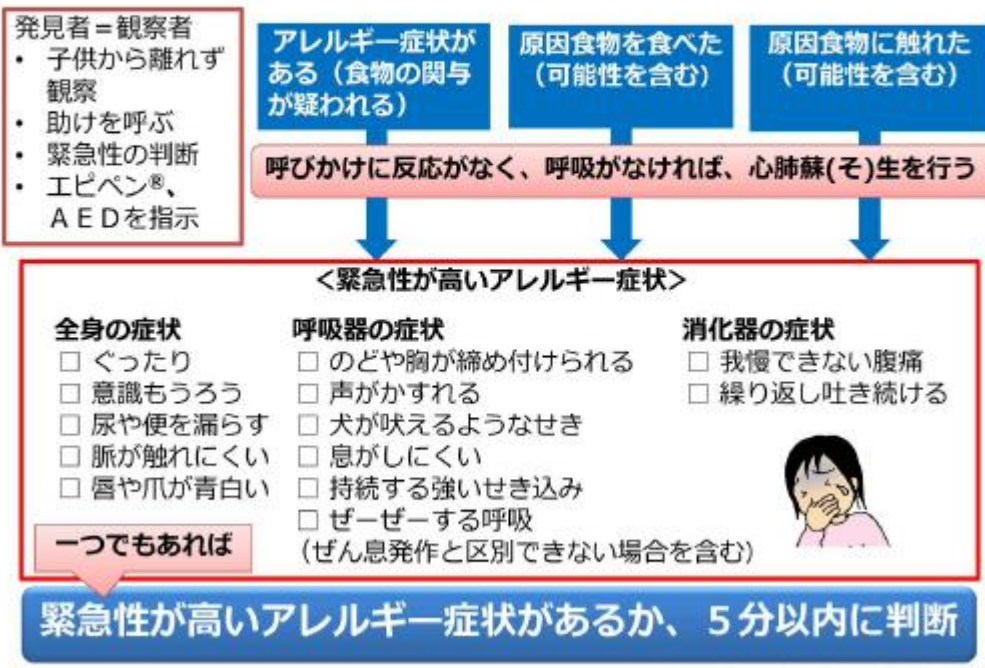 発見者＝観察者
・ 子供から離れず
観察
・ 助けを呼ぶ
・ 緊急性の判断
・ エピペン®、
ＡＥＤを指示
アレルギー症状が
ある（食物の関与
が疑われる）
原因食物を食べた
（可能性を含む）
原因食物に触れた
（可能性を含む）
呼びかけに反応がなく、呼吸がなければ、心肺蘇(そ)生を行う
＜緊急性が高いアレルギー症状＞
全身の症状
□ ぐったり
□ 意識もうろう
□ 尿や便を漏らす
□ 脈が触れにくい
□ 唇や爪が青白い
呼吸器の症状
□ のどや胸が締め付けられる
□ 声がかすれる
□ 犬が吠えるようなせき
□ 息がしにくい
□ 持続する強いせき込み
□ ぜーぜーする呼吸
（ぜん息発作と区別できない場合を含む）
消化器の症状
□ 我慢できない腹痛
□ 繰り返し吐き続ける
一つでもあれば
緊急性が高いアレルギー症状があるか、５分以内に判断